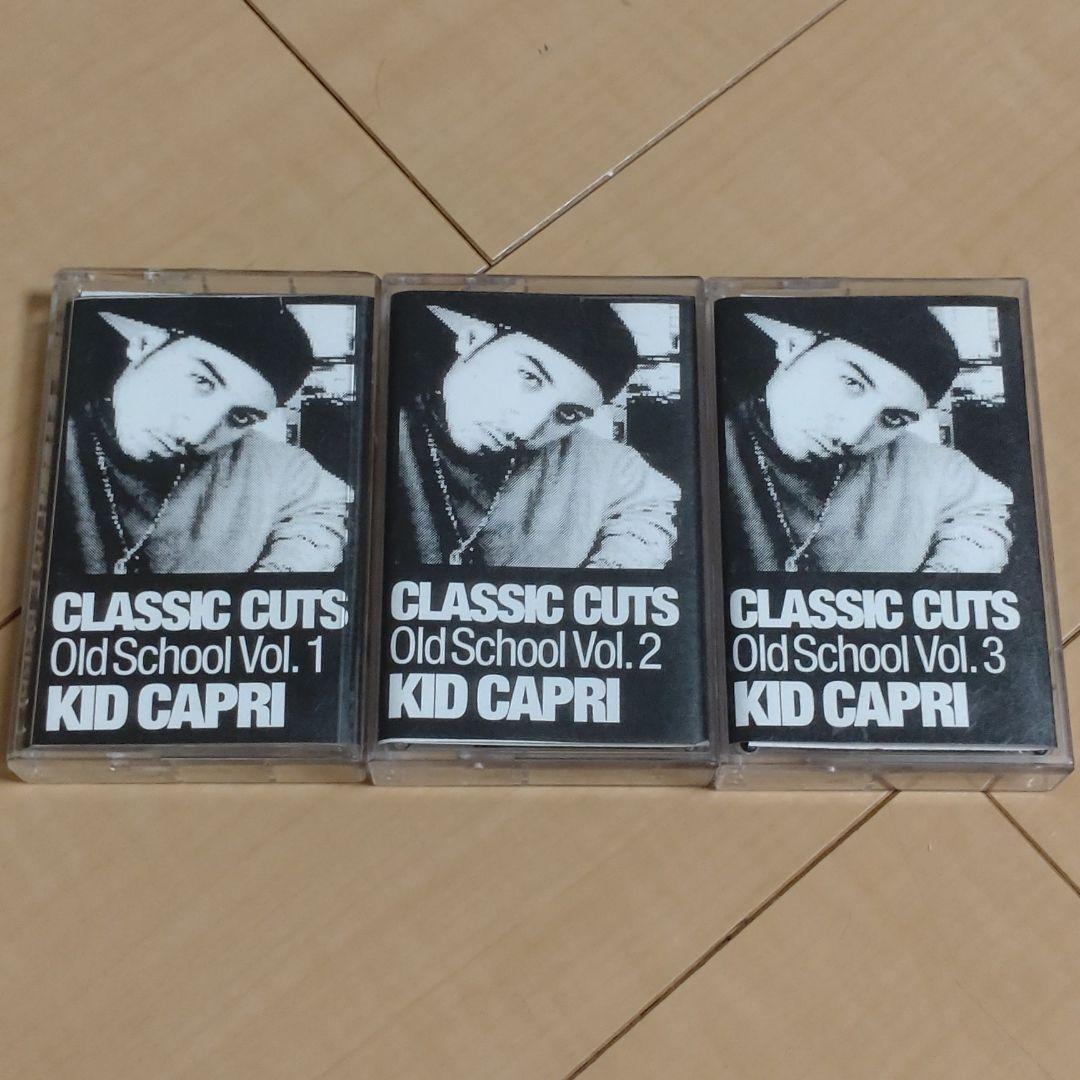 CLASSIC CUTS
Old School Vol. 1
KID CAPRI
CLASSIC CUTS
Old School Vol. 2
KID CAPRI
CLASSIC CUTS
Old School Vol. 3
KID CAPRI